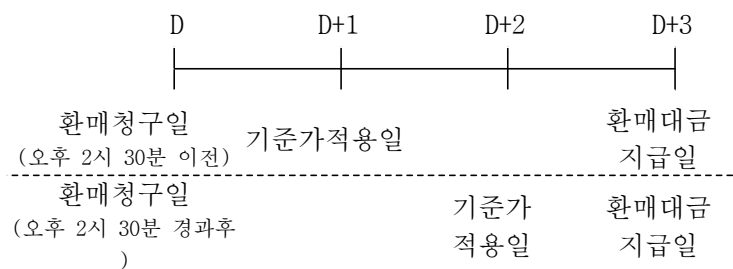 D D+1 D+2 D+3
환매청구일
(오후 2시 30분 이전)
기준가적용일
환매대금
지급일
환매청구일
(오후 2시 30분 경과후
)
기준가
적용일
환매대금
지급일